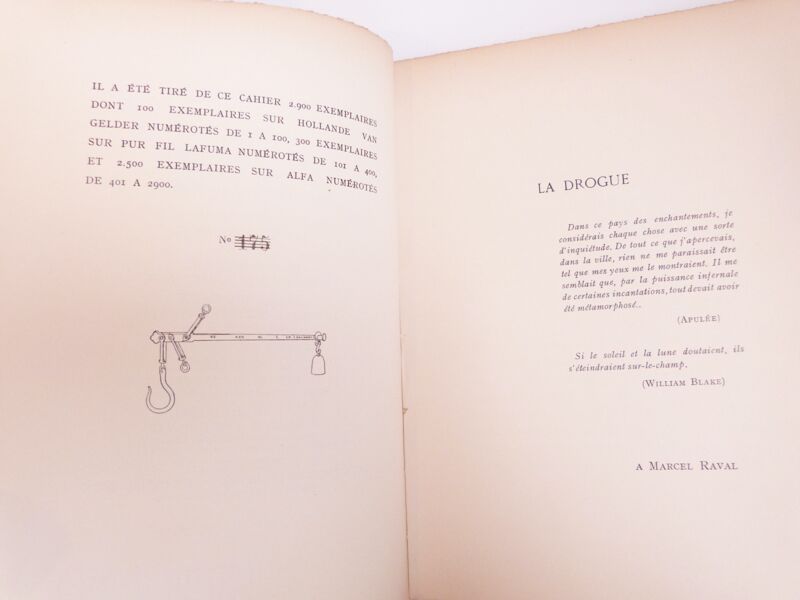 IL A ÉTÉ TIRÉ DE CE CAHIER 2.900 EXEMPLAIRES
DONT 100 EXEMPLAIRES SUR HOLLANDE VAN
GELDER NUMÉROTÉS DE 1 A 100, 300 EXEMPLAIRES
SUR PUR FIL LAFUMA NUMÉROTÉS DE 101 A 400,
ET 2.500 EXEMPLAIRES SUR ALFA NUMÉROTÉS
DE 401 A 2900.
No 175
LA DROGUE
Dans ce pays des enchantements, je
considérais chaque chose avec une sorte
d'inquiétude. De tout ce que j'apercevais,
dans la ville, rien ne me paraissait être
tel que mes yeux me le montraient. Il me
semblait que, par la puissance infernale
de certaines incantations, tout devait avoir
été métamorphosé..
(APULÉE)
Si le soleil et la lune doutaient, ils
s'éteindraient sur-le-champ.
(WILLIAM BLAKE)
A MARCEL RAVAL